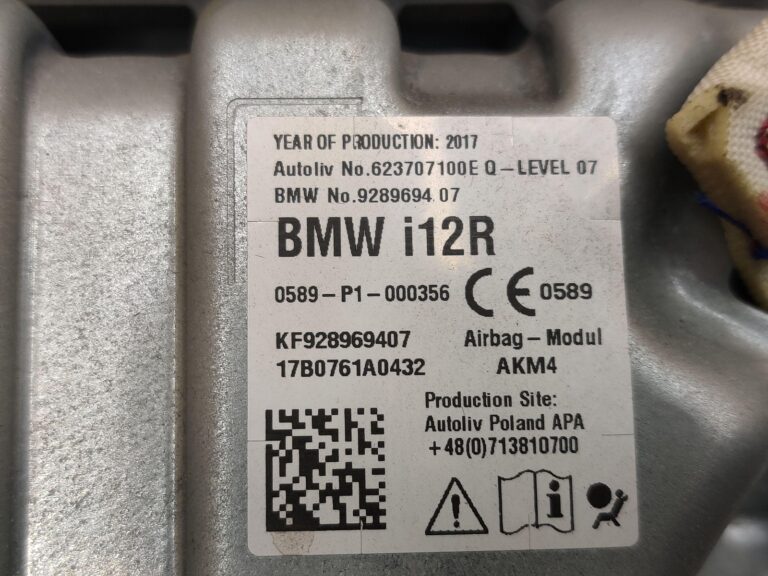 YEAR OF PRODUCTION: 2017
Autoliv No.623707100E Q-LEVEL 07
BMW No.9289694 07
BMW i12R
0589-P1-000356 CE 0589
KF928969407 Airbag-Modul
17B0761A0432 AKM4
Production Site:
Autoliv Poland APA
+48(0)713810700
i